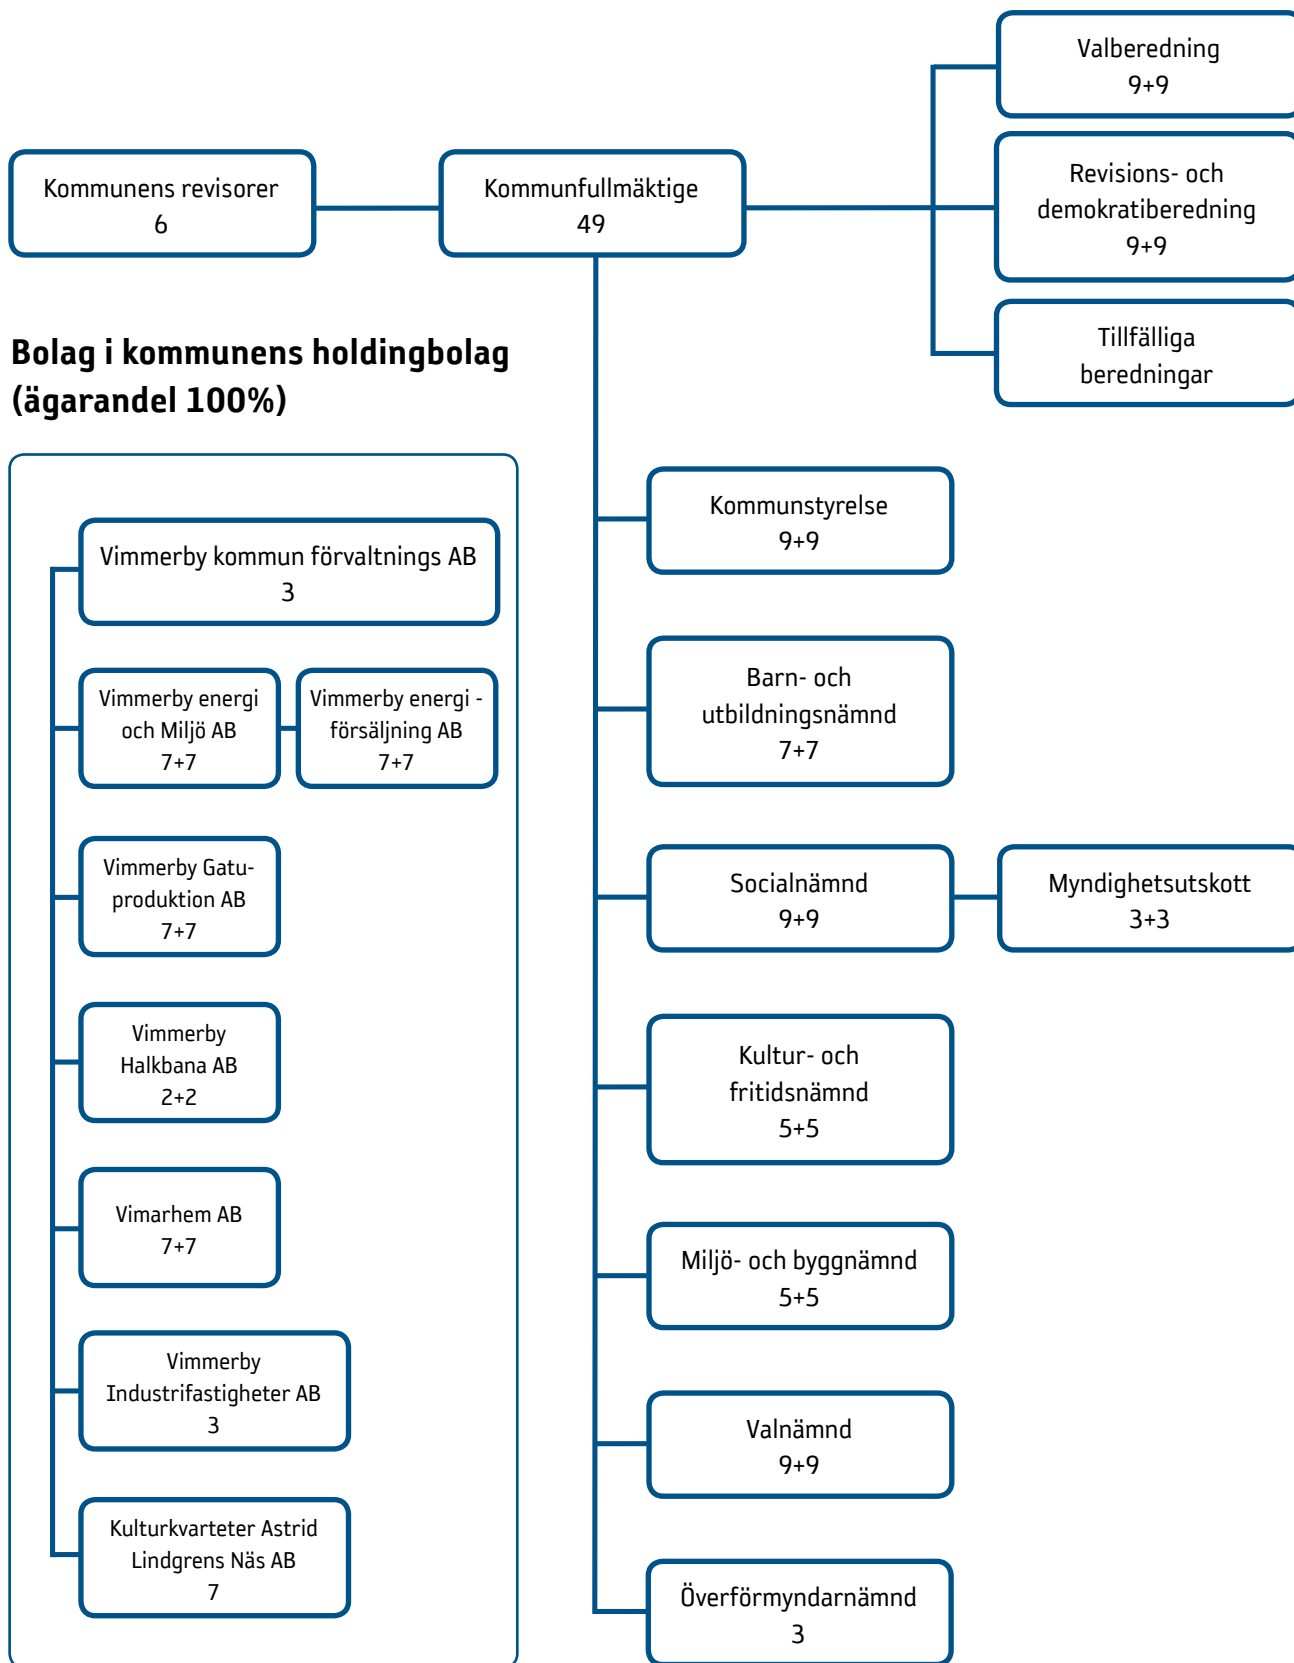 Valberedning
9+9
Kommunens revisorer
6
Kommunfullmäktige
49
Revisions- och
demokratiberedning
9+9
Tillfälliga
beredningar
Bolag i kommunens holdingbolag
(ägarandel 100%)
Vimmerby kommun förvaltnings AB
3
Vimmerby energi
och Miljö AB
7+7
Vimmerby energi -
försäljning AB
7+7
Vimmerby Gatu-
produktion AB
7+7
Vimmerby
Halkbana AB
2+2
Vimarhem AB
7+7
Vimmerby
Industrifastigheter AB
3
Kulturkvarteter Astrid
Lindgrens Näs AB
7
Kommunstyrelse
9+9
Barn- och
utbildningsnämnd
7+7
Socialnämnd
9+9
Myndighetsutskott
3+3
Kultur- och
fritidsnämnd
5+5
Miljö- och byggnämnd
5+5
Valnämnd
9+9
Överförmyndarnämnd
3